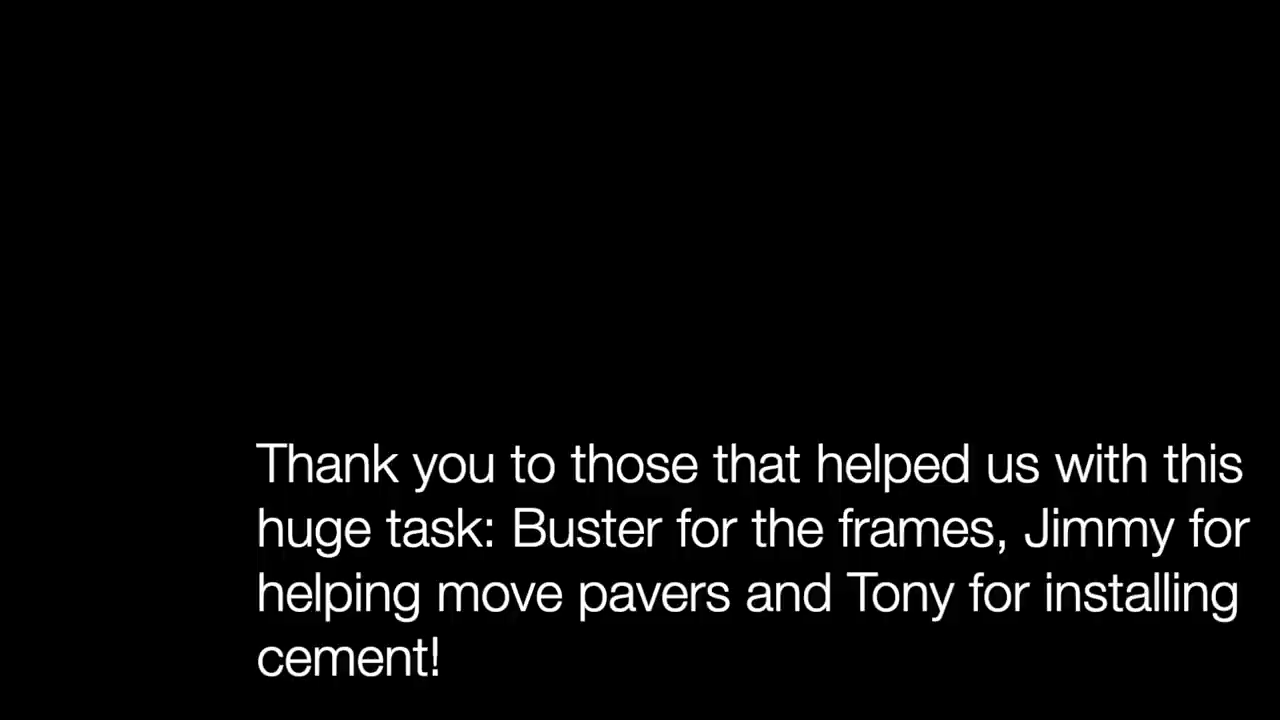 Thank you to those that helped us with this
huge task: Buster for the frames, Jimmy for
helping move pavers and Tony for installing
cement!